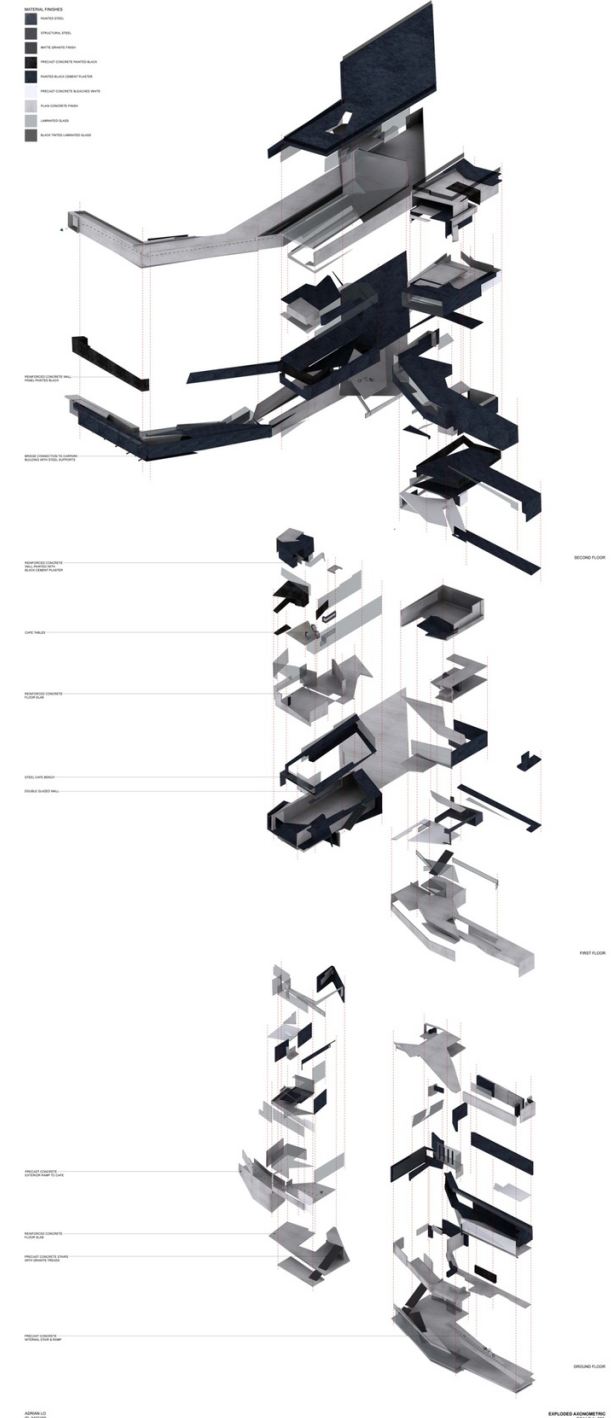 MATERIAL FINISHES
PAINTED STEEL
STRUCTURAL STEEL
MATTE GRANITE FINISH
PRECAST CONCRETE PAINTED BLACK
PAINTED BLACK CEMENT PLASTER
PRECAST CONCRETE BLEACHED WHITE
PLAIN CONCRETE FINISH
LAMINATED GLASS
BLACK TINTED LAMINATED GLASS
REINFORCED CONCRETE WALL
PANEL PAINTED BLACK
BUILDING WITH STEEL SUPPORTS
SECOND FLOOR
REINFORCED CONCRETE
WALL PAINTED WITH
BLACK CEMENT PLASTER
CAFE TABLES
REINFORCED CONCRETE
FLOOR SLAB
STEEL CAFE BENCH
DOUBLE GLAZED WALL
FIRST FLOOR
PRECAST CONCRETE
EXTERIOR RAMP TO CAFE
REINFORCED CONCRETE
FLOOR SLAB
PRECAST CONCRETE STAIRS
WITH GRANITE TREADS
PRECAST CONCRETE
INTERNAL STAIR & RAMP
GROUND FLOOR
ADRIAN LO
EXPLODED AXONOMETRIC